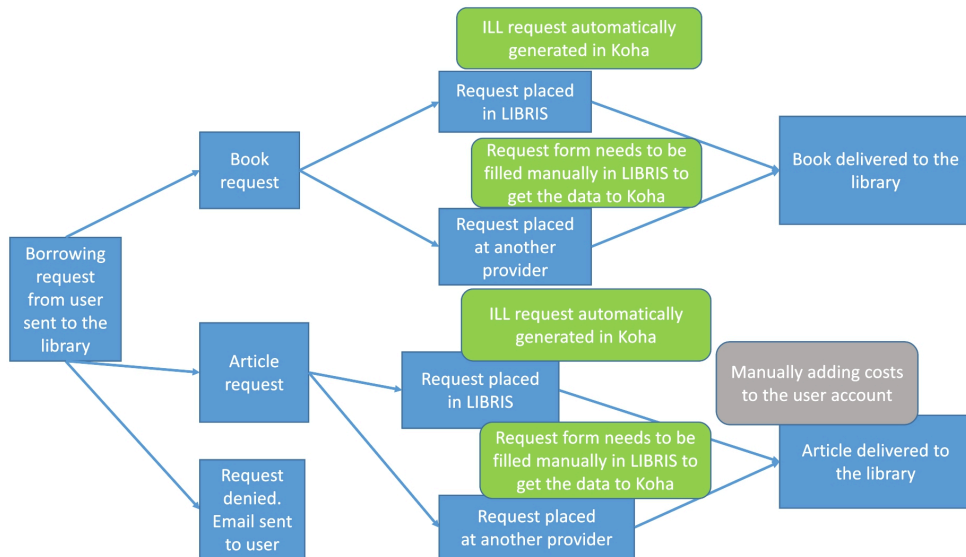 ILL request automatically
generated in Koha
Request placed
in LIBRIS
Book
request
Request form needs to be
filled manually in LIBRIS to
get the data to Koha
Book delivered to the
library
Request placed
at another
provider
Borrowing
request
from user
sent to the
library
ILL request automatically
generated in Koha
Article
request
Request placed
in LIBRIS
Manually adding costs
to the user account
Request form needs to be
filled manually in LIBRIS to
get the data to Koha
Article delivered to
the library
Request
denied.
Email sent
to user
Request placed
at another provider